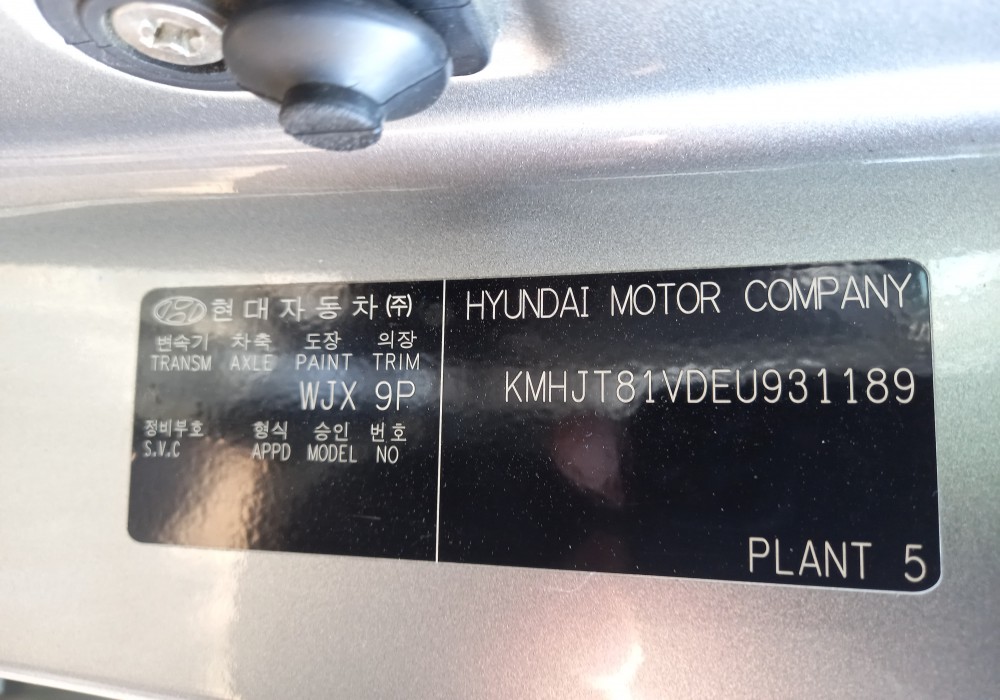 현대자동차(주)
변속기 차축 도장 의장
TRANSM AXLE PAINT TRIM
WJX 9P
정비부호 형식 승인 번호
S.V.C APPD MODEL NO
HYUNDAI MOTOR COMPANY
KMHJT81VDEU931189
PLANT 5